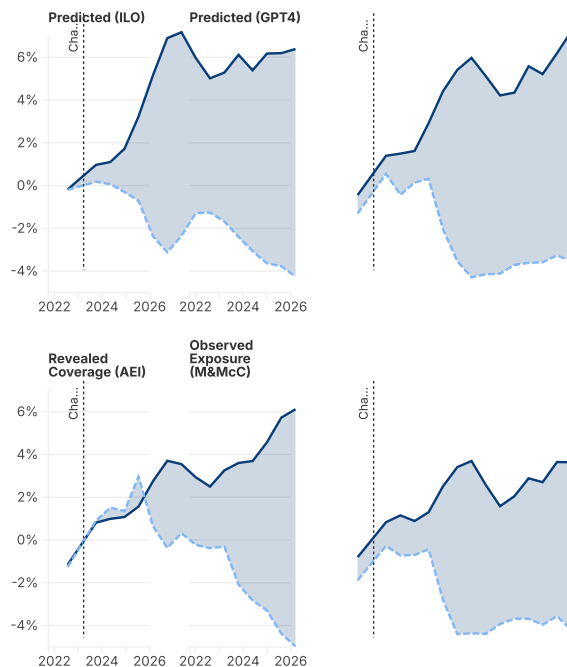 Predicted (ILO)
Predicted (GPT4)
Cha...
Cha...
6%
4%
2%
0%
-2%
-4%
2022
2024
2026
2022
2024
2026
Revealed
Coverage (AEI)
Observed
Exposure
(M&McC)
Cha...
Cha...
6%
4%
2%
0%
-2%
-4%
2022
2024
2026
2022
2024
2026